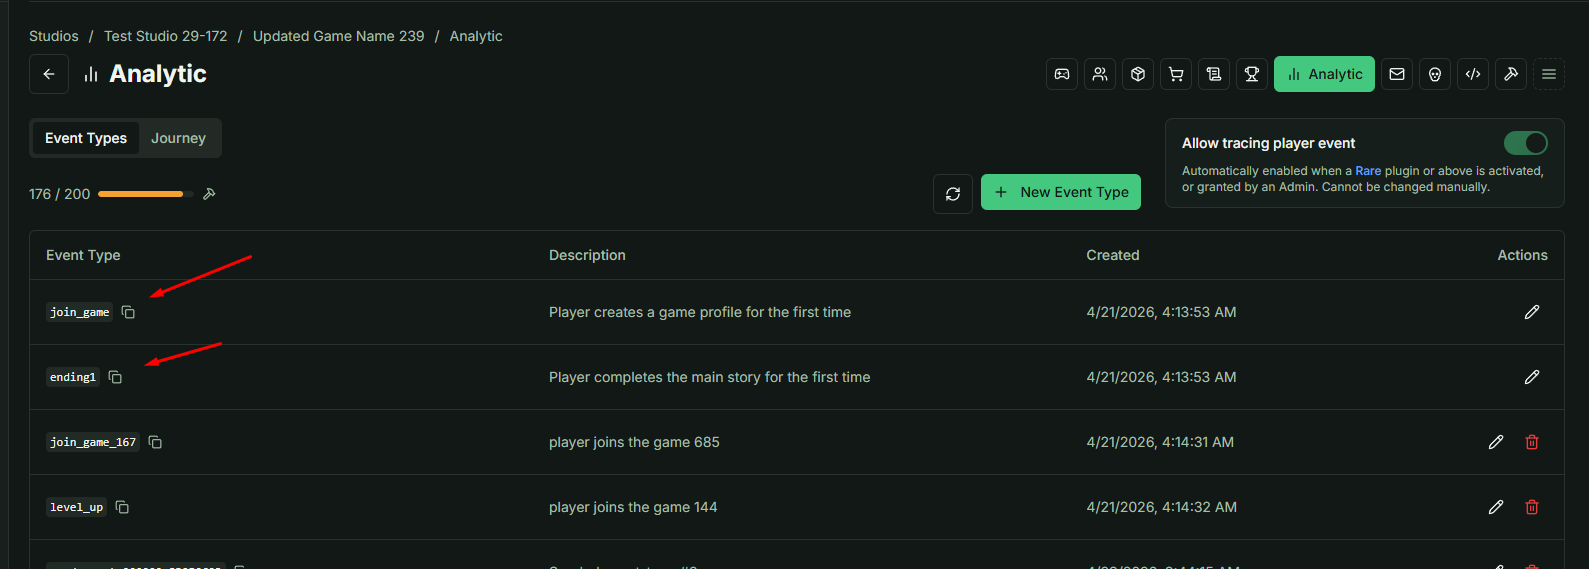 Studios / Test Studio 29-172 / Updated Game Name 239 / Analytic
Analytic
Analytic
Event Types Journey
Allow tracing player event
Automatically enabled when a Rare plugin or above is activated,
or granted by an Admin. Cannot be changed manually.
176 / 200
New Event Type
Event Type Description Created Actions
join_game Player creates a game profile for the first time 4/21/2026, 4:13:53 AM
ending1 Player completes the main story for the first time 4/21/2026, 4:13:53 AM
join_game_167 player joins the game 685 4/21/2026, 4:14:31 AM
level_up player joins the game 144 4/21/2026, 4:14:32 AM